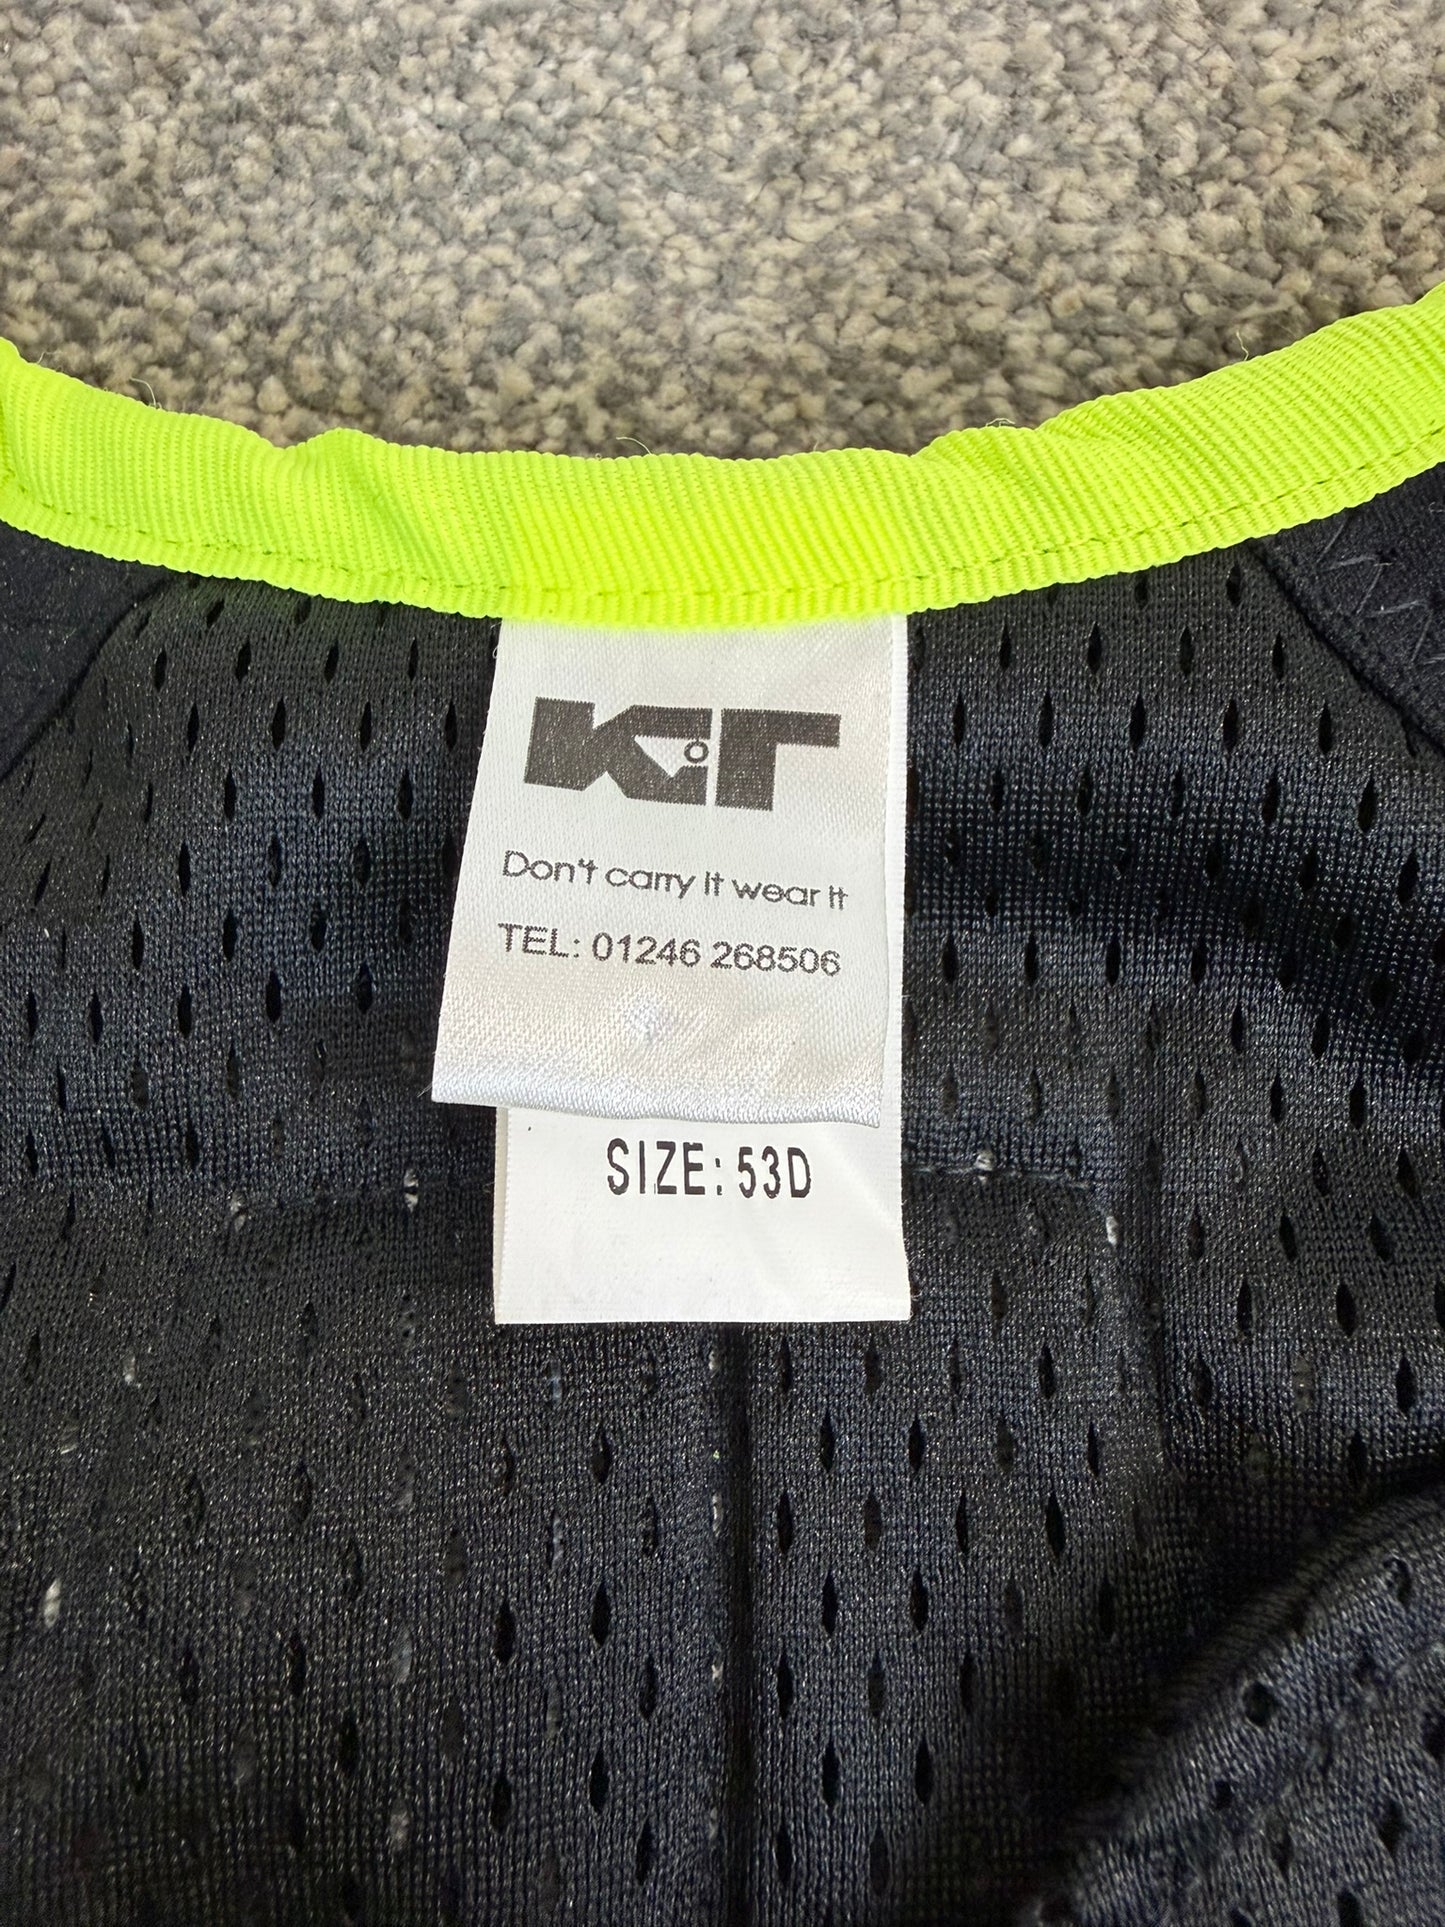 KiT
Don't carry it wear it
TEL: 01246 268506
SIZE: 53D